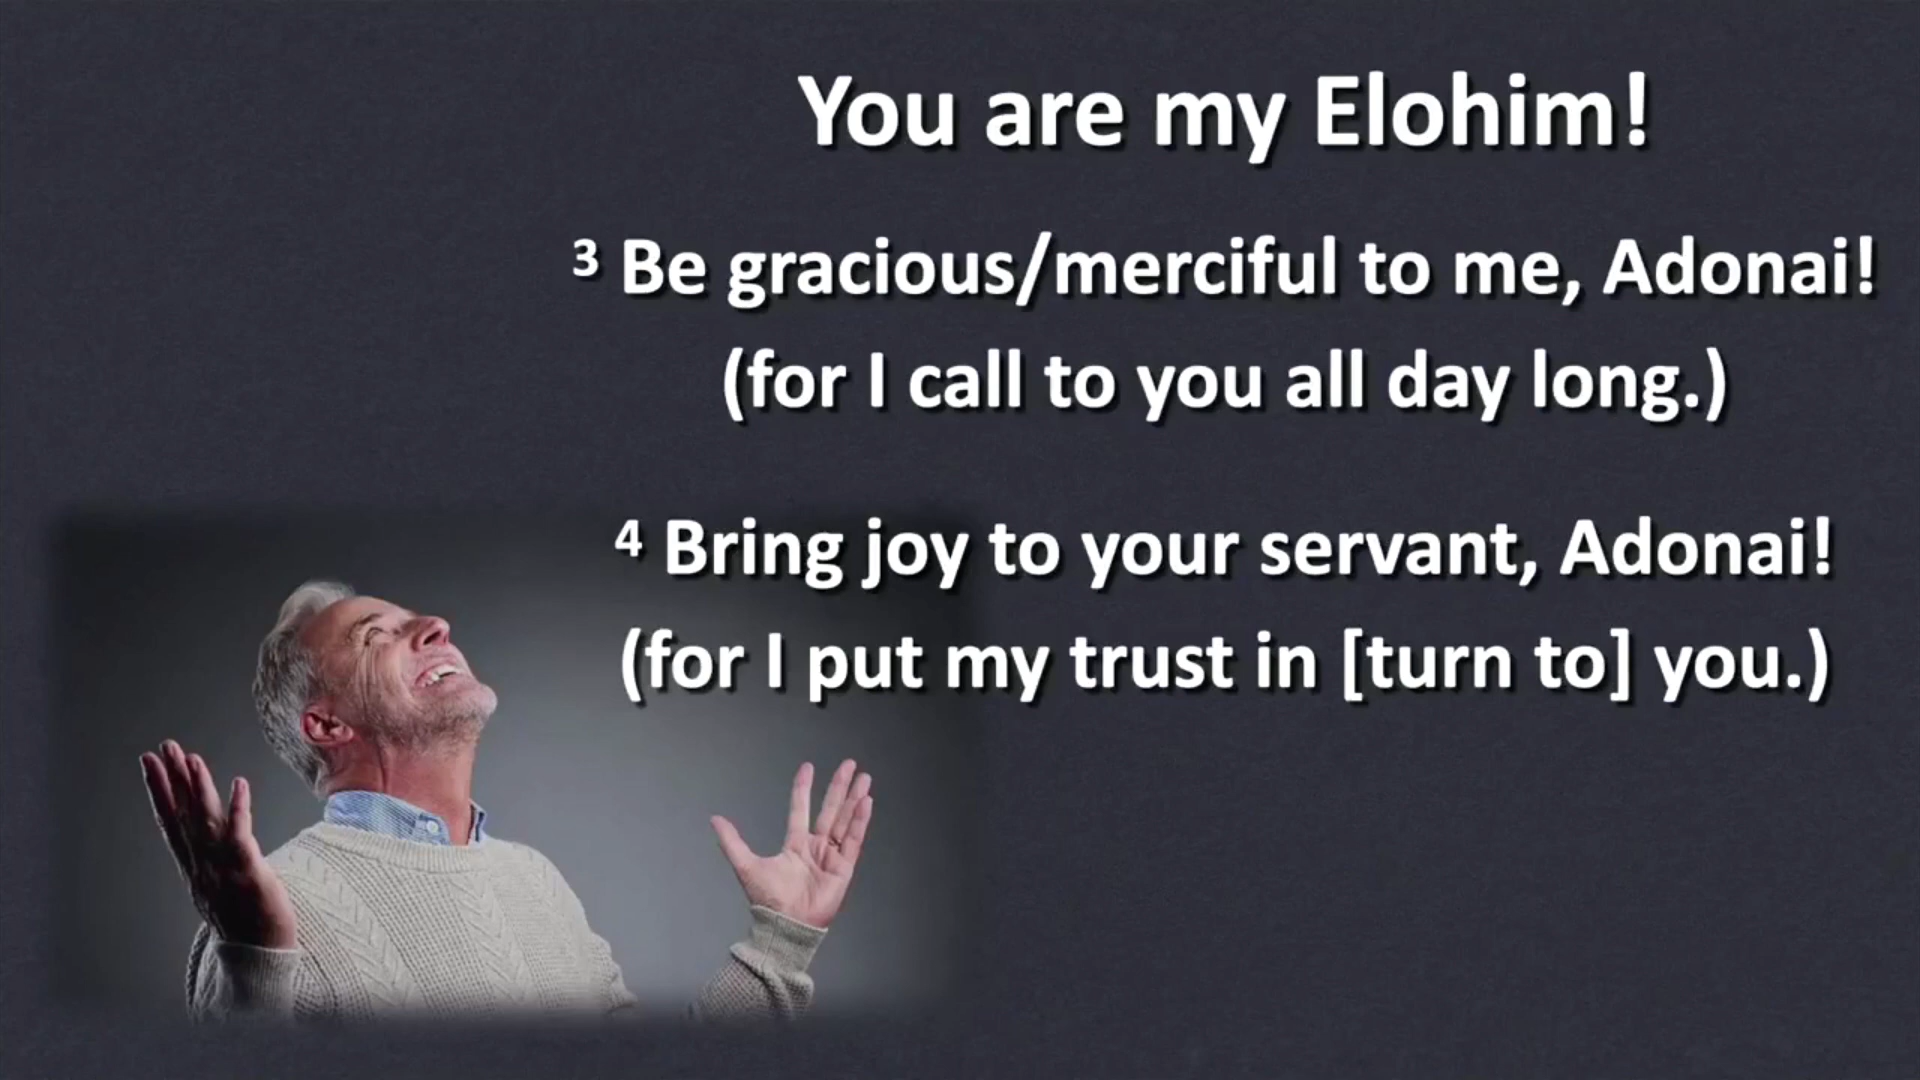 You are my Elohim!
3 Be gracious/merciful to me, Adonai!
(for I call to you all day long.)
4 Bring joy to your servant, Adonai!
(for I put my trust in [turn to] you.)